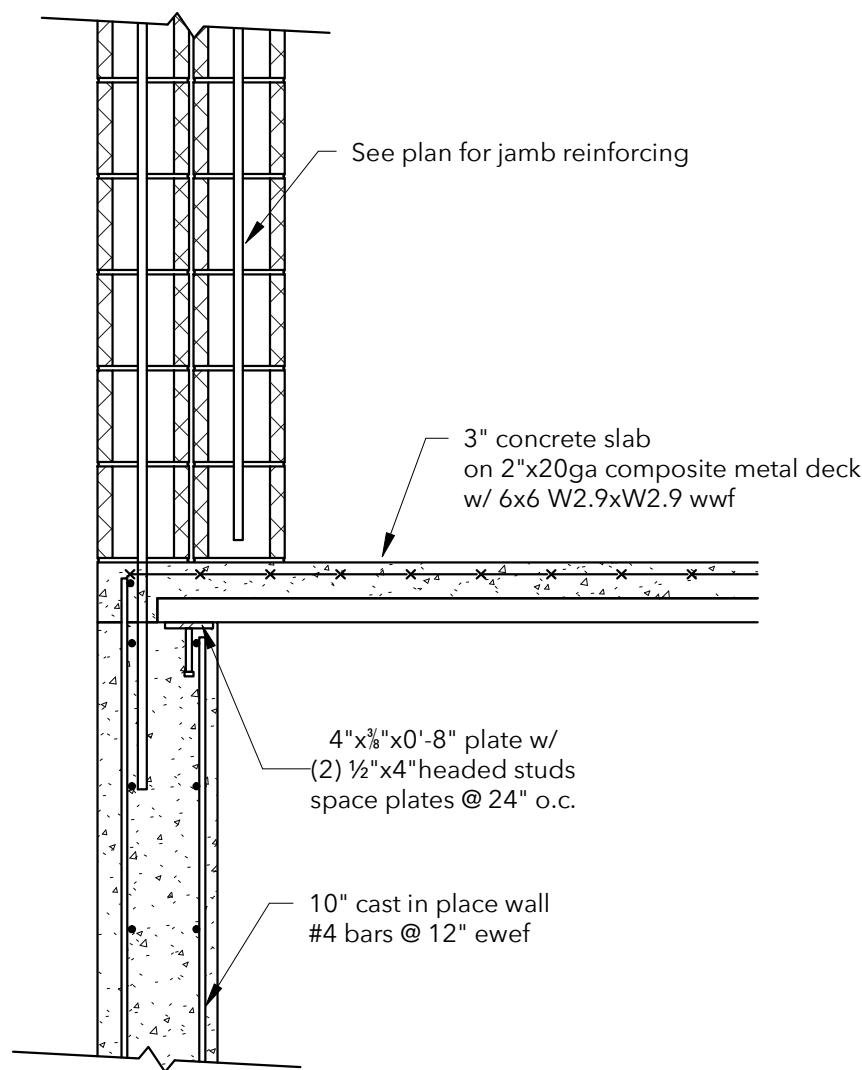 See plan for jamb reinforcing
3" concrete slab
on 2"x20ga composite metal deck
w/ 6x6 W2.9xW2.9 wwf
4"x⅜"x0'-8" plate w/
(2) ½"x4"headed studs
space plates @ 24" o.c.
10" cast in place wall
#4 bars @ 12" ewef